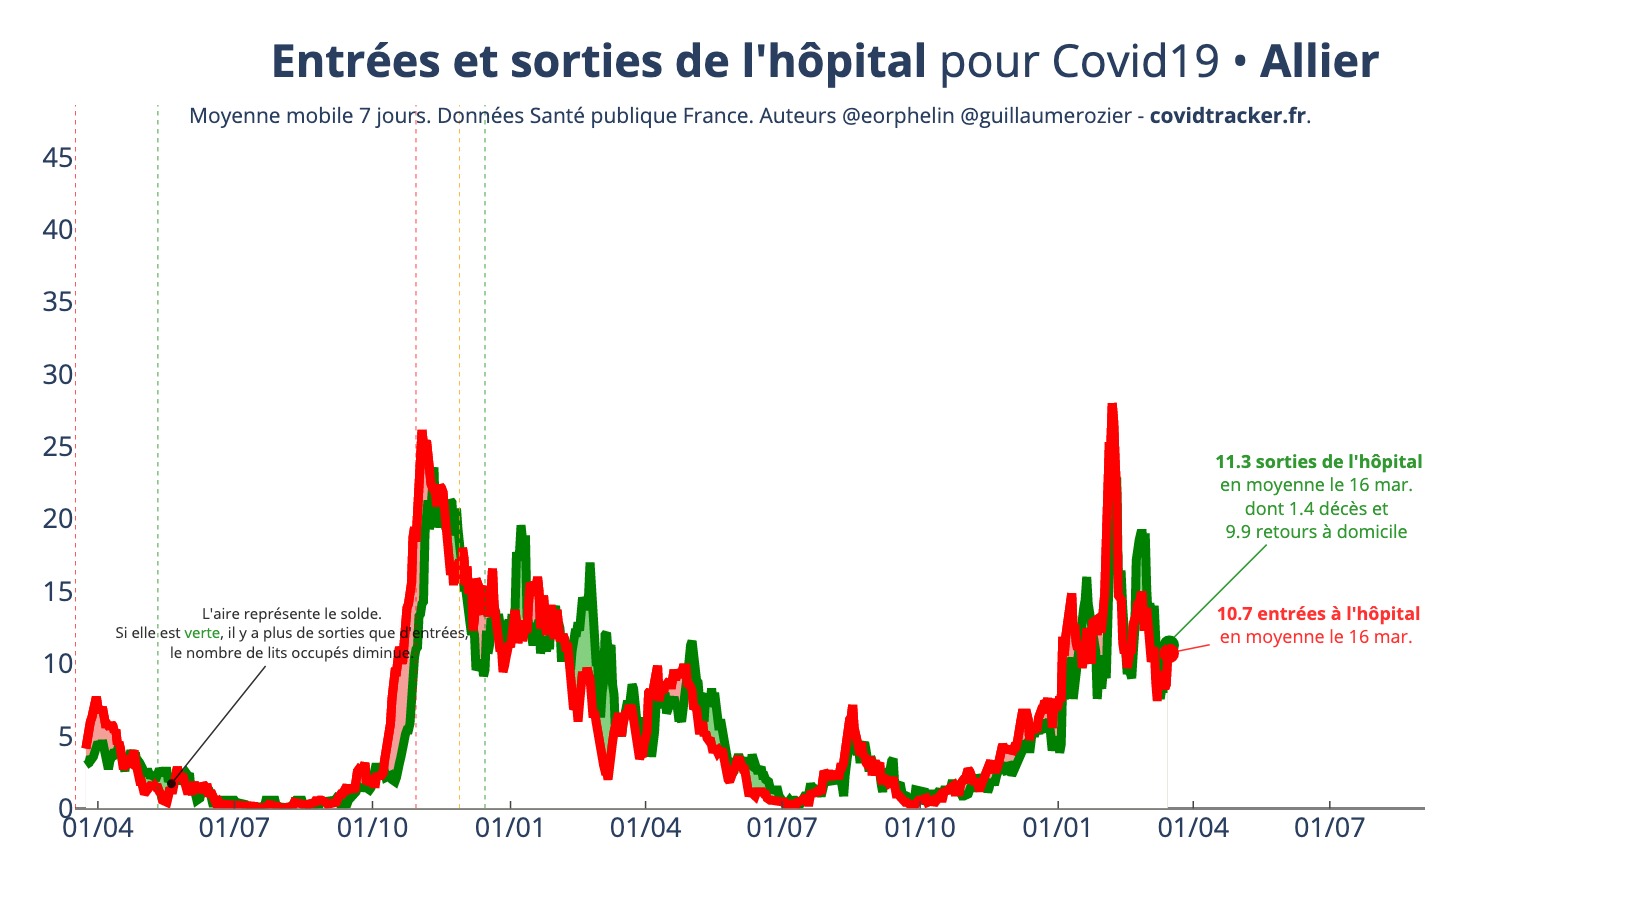 Entrées et sorties de l'hôpital pour Covid19 • Allier
Moyenne mobile 7 jours. Données Santé publique France. Auteurs @eorphelin @guillaumerozier - covidtracker.fr.
45
40
35
30
25
20
15
10
5
0
11.3 sorties de l'hôpital
en moyenne le 16 mar.
dont 1.4 décès et
9.9 retours à domicile
10.7 entrées à l'hôpital
en moyenne le 16 mar.
L'aire représente le solde.
Si elle est verte, il y a plus de sorties que d'entrées,
le nombre de lits occupés diminue.
01/04 01/07 01/10 01/01 01/04 01/07 01/10 01/01 01/04 01/07